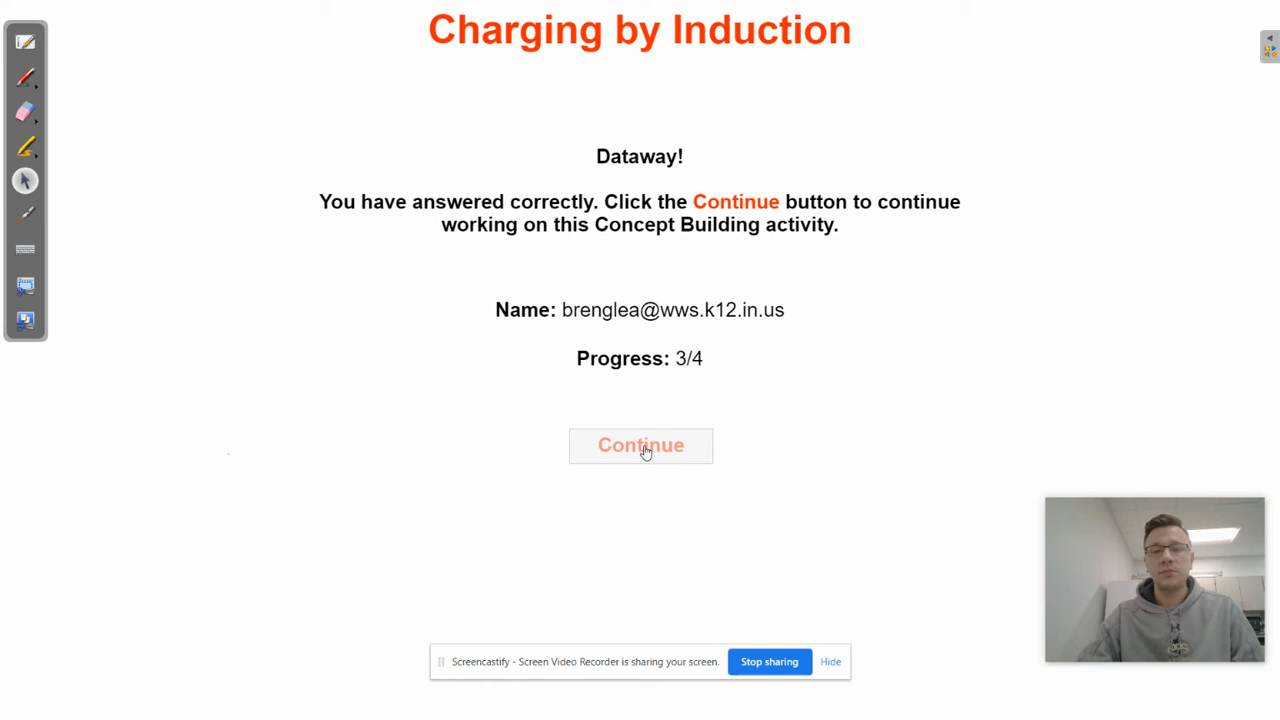 Charging by Induction
Dataway!
You have answered correctly. Click the Continue button to continue
working on this Concept Building activity.
Name: brenglea@wws.k12.in.us
Progress: 3/4
Continue
Screencastify - Screen Video Recorder is sharing your screen.
Stop sharing
Hide